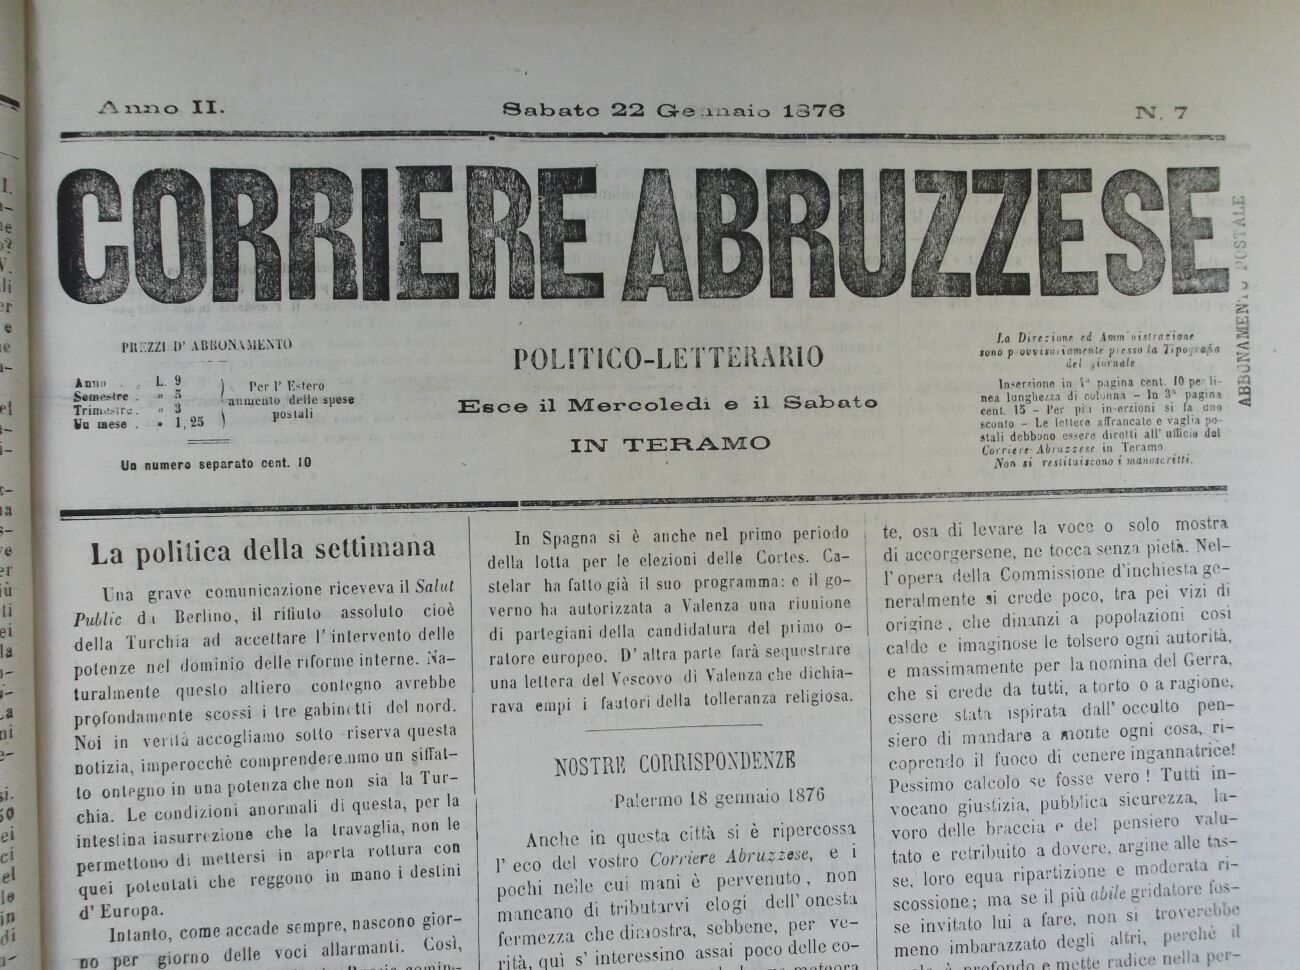 Anno II.
Sabato 22 Gennaio 1876
N. 7
CORRIERE ABRUZZESE
PREZZI D' ABBONAMENTO
Anno . . L. 9
Semestre . » 5
Trimestre . » 3
Un mese . » 1,25
Per l' Estero
aumento delle spese
postali
Un numero separato cent. 10
POLITICO-LETTERARIO
Esce il Mercoledì e il Sabato
IN TERAMO
La Direzione ed Amministrazione
sono provvisoriamente presso la Tipografia
del giornale
Inserzione in 4ª pagina cent. 10 per li-
nea lunghezza di colonna - In 3ª pagina
cent. 15 - Per più inserzioni si fa uno
sconto - Le lettere affrancate e vaglia po-
stali debbono essere diretti all' ufficio del
Corriere Abruzzese in Teramo.
Non si restituiscono i manoscritti.
ABBONAMENTO POSTALE
La politica della settimana
Una grave comunicazione riceveva il Salut
Public da Berlino, il rifiuto assoluto cioè
della Turchia ad accettare l' intervento delle
potenze nel dominio delle riforme interne. Na-
turalmente questo altiero contegno avrebbe
profondamente scossi i tre gabinetti del nord.
Noi in verità accogliamo sotto riserva questa
notizia, imperocchè comprenderemmo un siffat-
to ontegno in una potenza che non sia la Tur-
chia. Le condizioni anormali di questa, per la
intestina insurrezione che la travaglia, non le
permettono di mettersi in aperta rottura con
quei potentati che reggono in mano i destini
d' Europa.
Intanto, come accade sempre, nascono gior-
no per giorno delle voci allarmanti. Così,
In Spagna si è anche nel primo periodo
della lotta per le elezioni delle Cortes. Ca-
stelar ha fatto già il suo programma: e il go-
verno ha autorizzata a Valenza una riunione
di partegiani della candidatura del primo o-
ratore europeo. D' altra parte farà sequestrare
una lettera del Vescovo di Valenza che dichia-
rava empi i fautori della tolleranza religiosa.
NOSTRE CORRISPONDENZE
Palermo 18 gennaio 1876
Anche in questa città si è ripercossa
l' eco del vostro Corriere Abruzzese, e i
pochi nelle cui mani è pervenuto, non
mancano di tributarvi elogi dell' onesta
fermezza che dimostra, sebbene, per ve-
rità, qui s' interessino assai poco delle co-
te, osa di levare la voce o solo mostra
di accorgersene, ne tocca senza pietà. Nel-
l' opera della Commissione d'inchiesta ge-
neralmente si crede poco, tra pei vizi di
origine, che dinanzi a popolazioni così
calde e imaginose le tolsero ogni autorità,
e massimamente per la nomina del Gerra,
che si crede da tutti, a torto o a ragione,
essere stata ispirata dall' occulto pen-
siero di mandare a monte ogni cosa, ri-
coprendo il fuoco di cenere ingannatrice!
Pessimo calcolo se fosse vero ! Tutti in-
vocano giustizia, pubblica sicurezza, la-
voro delle braccia e del pensiero valu-
tato e retribuito a dovere, argine alle tas-
se, loro equa ripartizione e moderata ri-
scossione; ma se il più abile gridatore fos-
se invitato lui a fare, non si troverebbe
meno imbarazzato degli altri, perchè il
profondo e mette radice nella per-